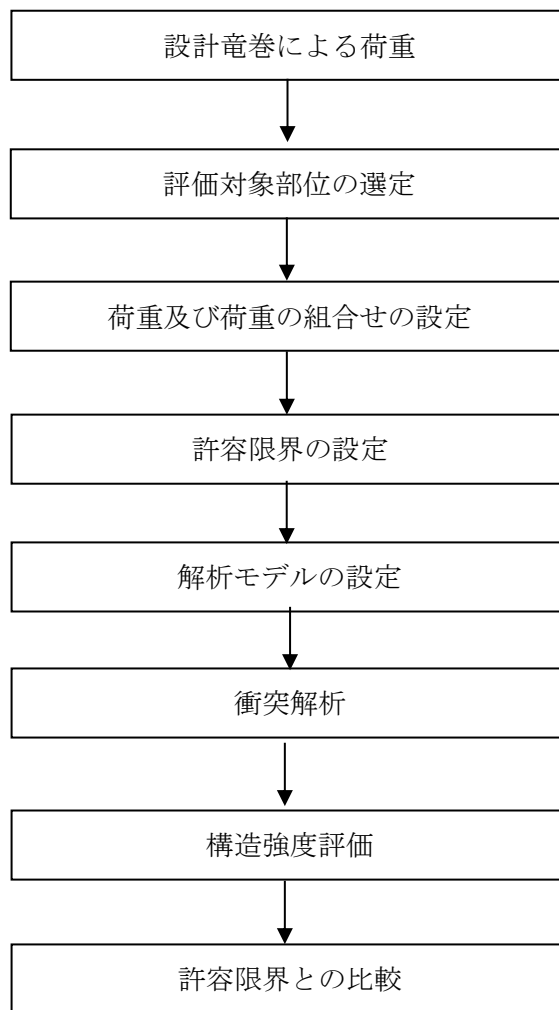 設計竜巻による荷重
評価対象部位の選定
荷重及び荷重の組合せの設定
許容限界の設定
解析モデルの設定
衝突解析
構造強度評価
許容限界との比較